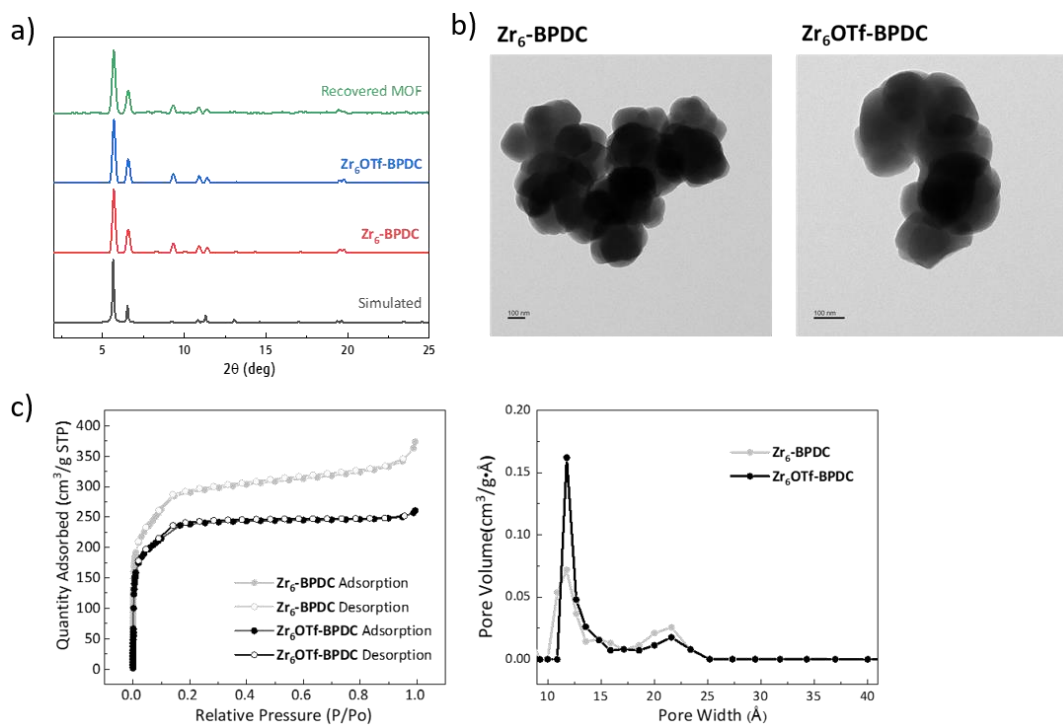 a)
Recovered MOF
Zr₆OTf-BPDC
Zr₆-BPDC
Simulated
5 10 15 20 25
2θ (deg)
b)
Zr₆-BPDC
Zr₆OTf-BPDC
100 nm
100 nm
c)
Quantity Adsorbed (cm³/g STP)
400
350
300
250
200
150
100
50
0
Zr₆-BPDC Adsorption
Zr₆-BPDC Desorption
Zr₆OTf-BPDC Adsorption
Zr₆OTf-BPDC Desorption
0.0 0.2 0.4 0.6 0.8 1.0
Relative Pressure (P/Po)
Pore Volume(cm³/g•Å)
0.20
0.15
0.10
0.05
0.00
Zr₆-BPDC
Zr₆OTf-BPDC
10 15 20 25 30 35 40
Pore Width (Å)